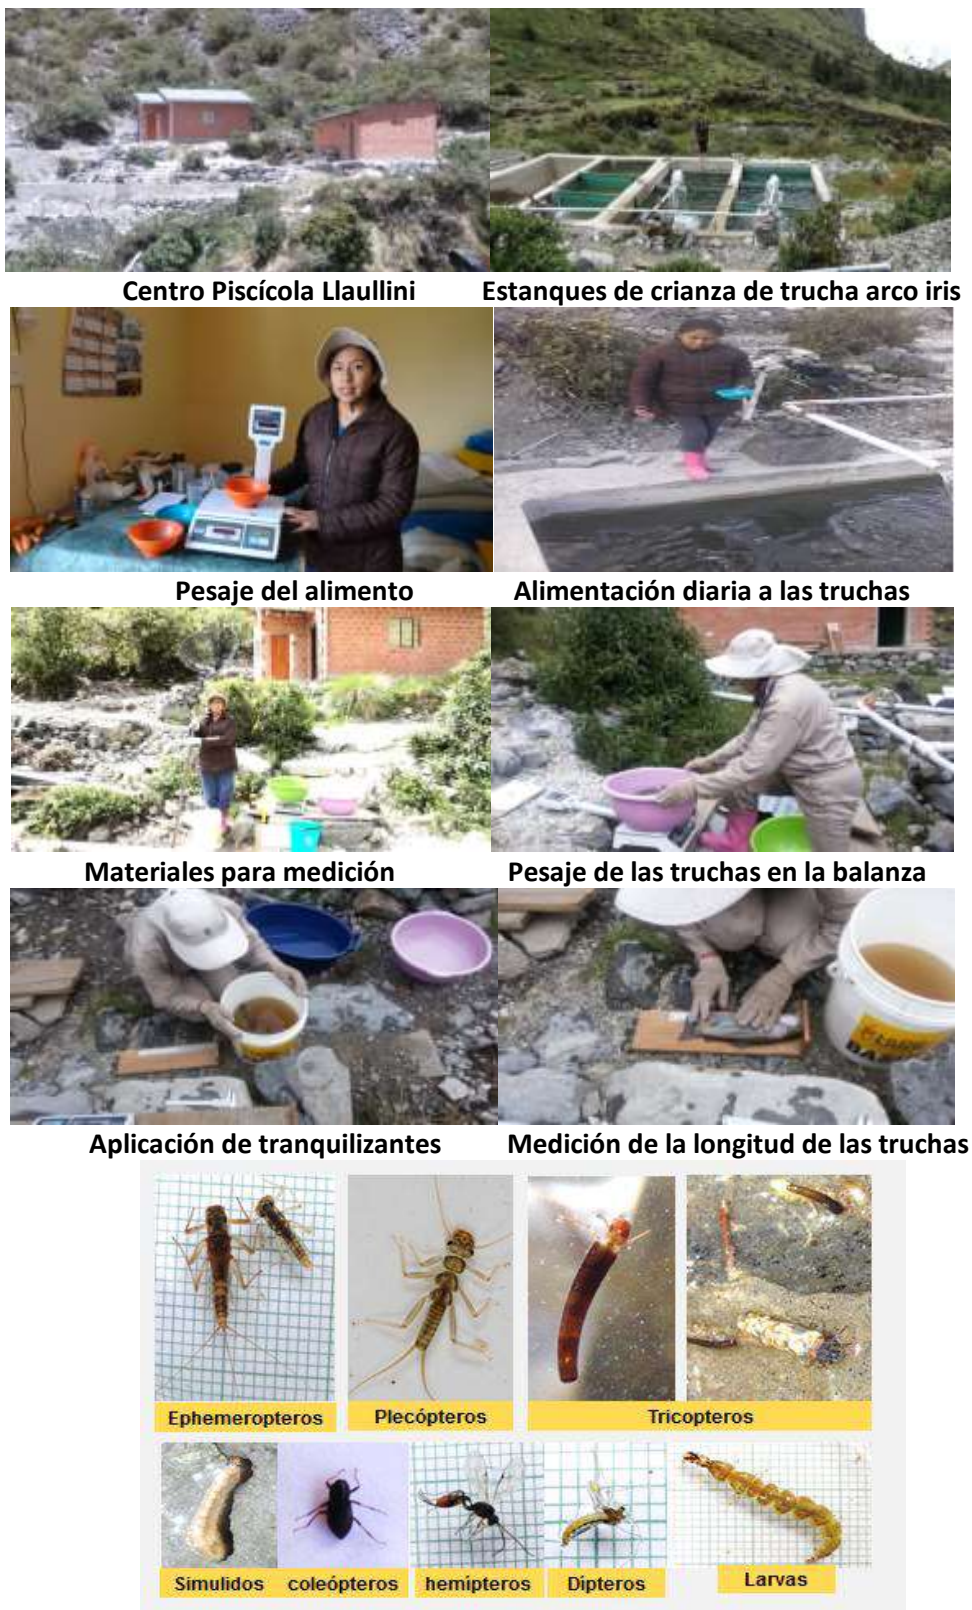 Centro Piscícola Llaullini Estanques de crianza de trucha arco iris
Pesaje del alimento Alimentación diaria a las truchas
Materiales para medición Pesaje de las truchas en la balanza
Aplicación de tranquilizantes Medición de la longitud de las truchas
Ephemeropteros Plecópteros Tricopteros
Simulidos coleópteros hemipteros Dipteros Larvas